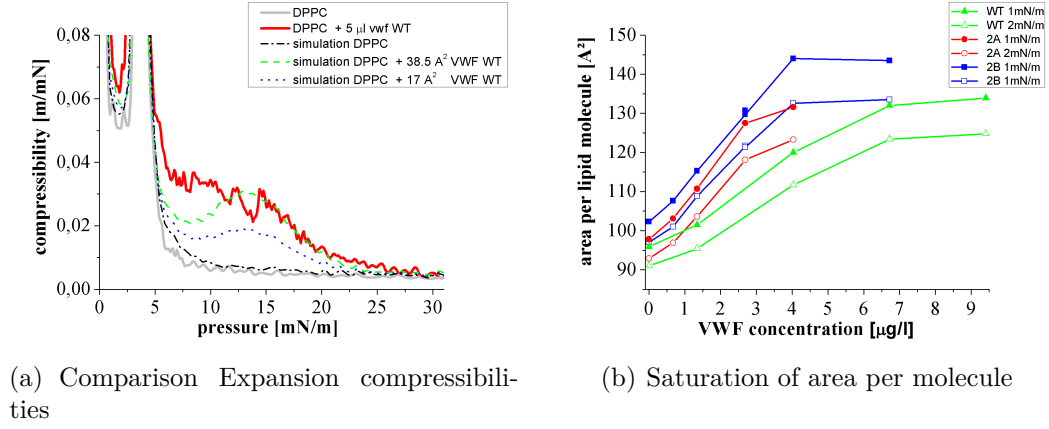 DPPC
DPPC + 5 µl vwf WT
simulation DPPC
simulation DPPC + 38.5 A² VWF WT
simulation DPPC + 17 A² VWF WT
0,08
0,06
0,04
0,02
0,00
compressibility [m/mN]
0 5 10 15 20 25 30
pressure [mN/m]
WT 1mN/m
WT 2mN/m
2A 1mN/m
2A 2mN/m
2B 1mN/m
2B 1mN/m
150
140
130
120
110
100
90
area per lipid molecule [A²]
0 1 2 3 4 5 6 7 8 9
VWF concentration [µg/l]
(a) Comparison Expansion compressibili-
ties
(b) Saturation of area per molecule